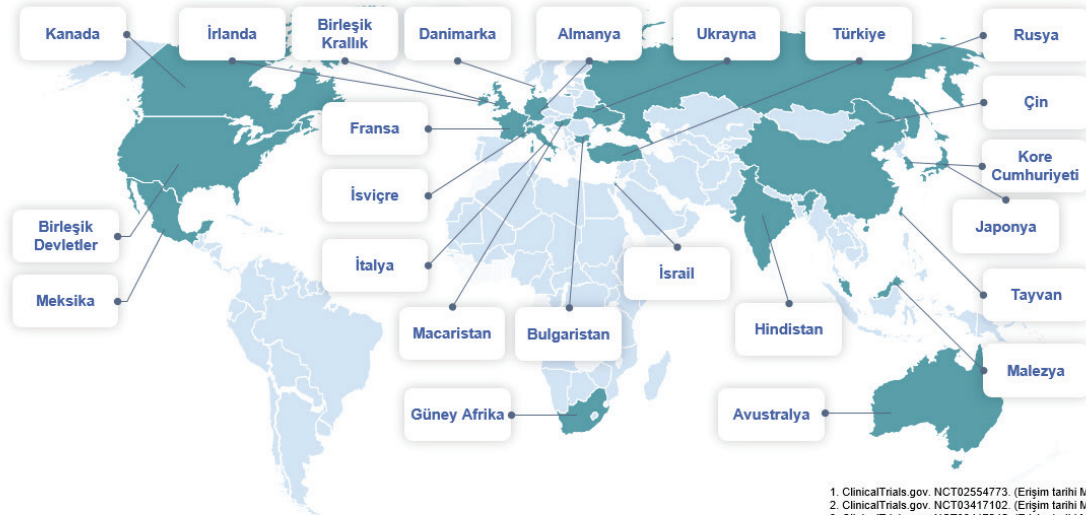 Kanada
İrlanda
Birleşik
Krallık
Danimarka
Almanya
Ukrayna
Türkiye
Rusya
Çin
Fransa
Kore
Cumhuriyeti
İsviçre
Japonya
Birleşik
Devletler
İtalya
İsrail
Meksika
Tayvan
Macaristan
Bulgaristan
Hindistan
Malezya
Güney Afrika
Avustralya
1. ClinicalTrials.gov. NCT02554773. (Erişim tarihi M
2. ClinicalTrials.gov. NCT03417102. (Erişim tarihi M